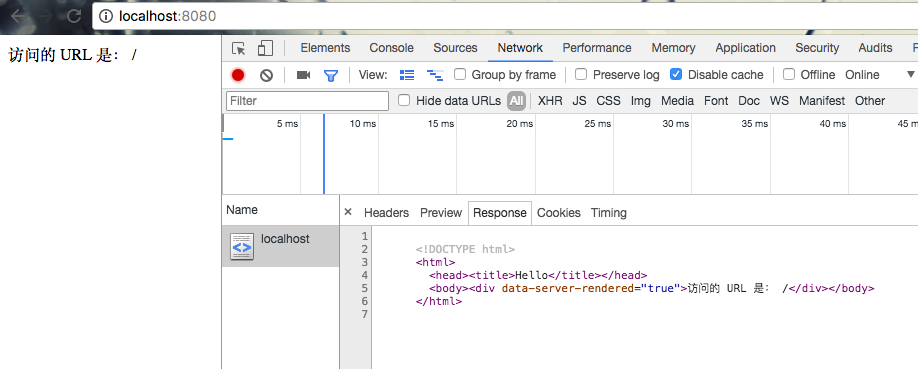 localhost:8080
访问的 URL 是： /
Elements Console Sources Network Performance Memory Application Security Audits
View: Group by frame Preserve log Disable cache Offline Online
Filter Hide data URLs All XHR JS CSS Img Media Font Doc WS Manifest Other
5 ms 10 ms 15 ms 20 ms 25 ms 30 ms 35 ms 40 ms
Name × Headers Preview Response Cookies Timing
localhost
1
2 <!DOCTYPE html>
3 <html>
4 <head><title>Hello</title></head>
5 <body><div data-server-rendered="true">访问的 URL 是： /</div></body>
6 </html>
7